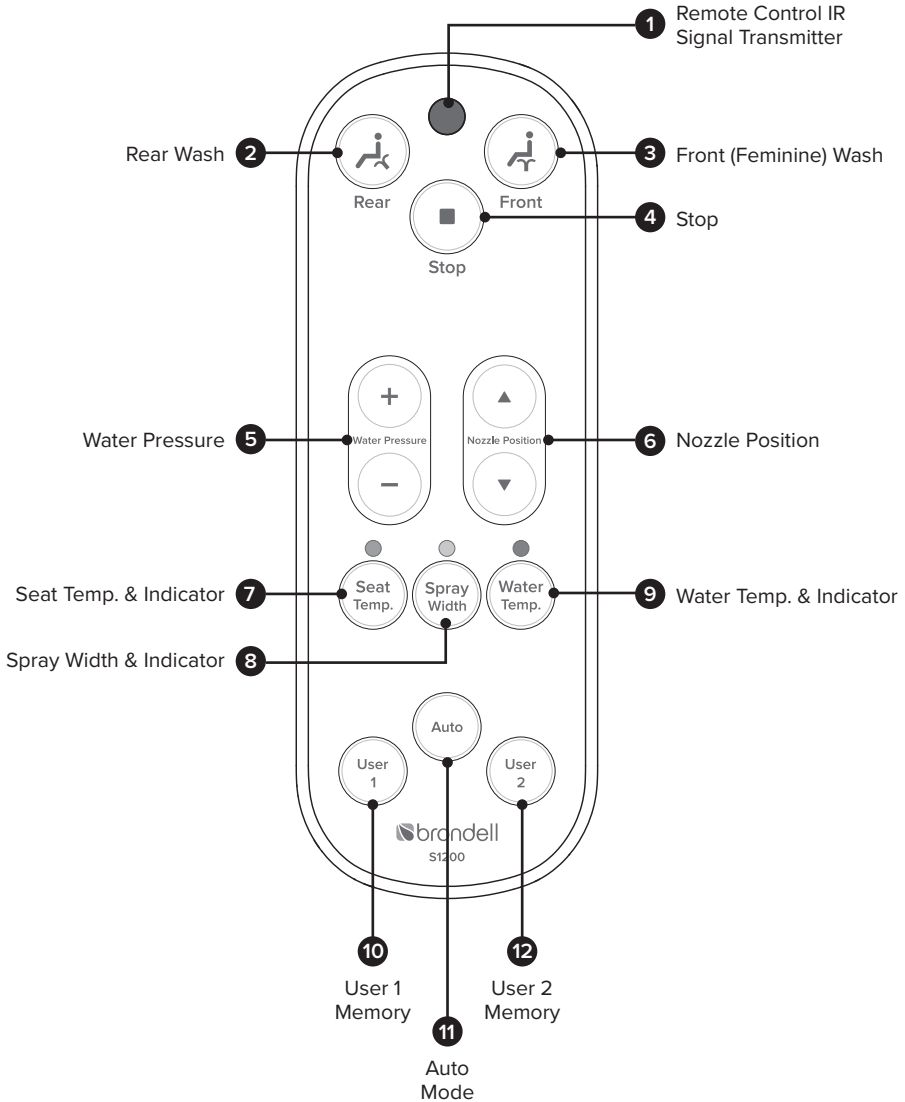 1 Remote Control IR
Signal Transmitter
Rear Wash 2
3 Front (Feminine) Wash
Rear
Front
4 Stop
Stop
+
Water Pressure 5
Water Pressure
Nozzle Position
6 Nozzle Position
−
Seat Temp. & Indicator 7
Seat
Temp.
Spray
Width
Water
Temp.
9 Water Temp. & Indicator
Spray Width & Indicator 8
Auto
User
1
User
2
brondell
S1200
10
User 1
Memory
12
User 2
Memory
11
Auto
Mode